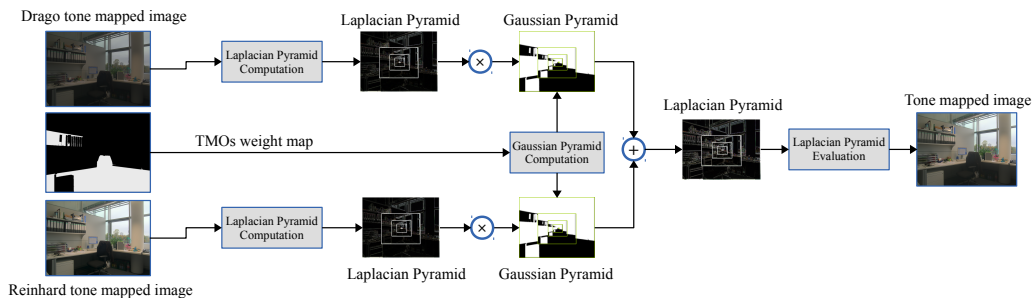 Drago tone mapped image
Laplacian Pyramid
Gaussian Pyramid
Laplacian Pyramid
Computation
×
TMOs weight map
Gaussian Pyramid
Computation
+
Laplacian Pyramid
Laplacian Pyramid
Evaluation
Tone mapped image
Laplacian Pyramid
Computation
×
Reinhard tone mapped image
Laplacian Pyramid
Gaussian Pyramid